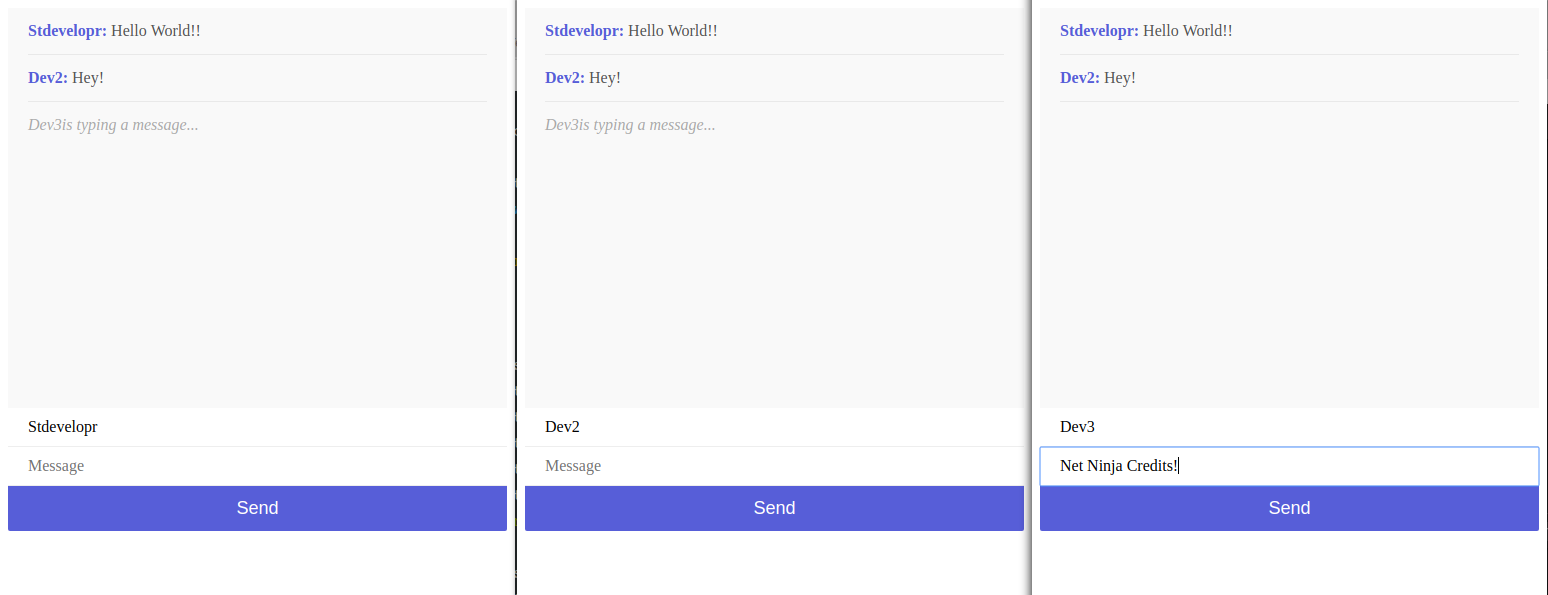 Stdevelopr: Hello World!!
Dev2: Hey!
Dev3is typing a message...
Stdevelopr
Message
Send
Stdevelopr: Hello World!!
Dev2: Hey!
Dev3is typing a message...
Dev2
Message
Send
Stdevelopr: Hello World!!
Dev2: Hey!
Dev3
Net Ninja Credits!
Send